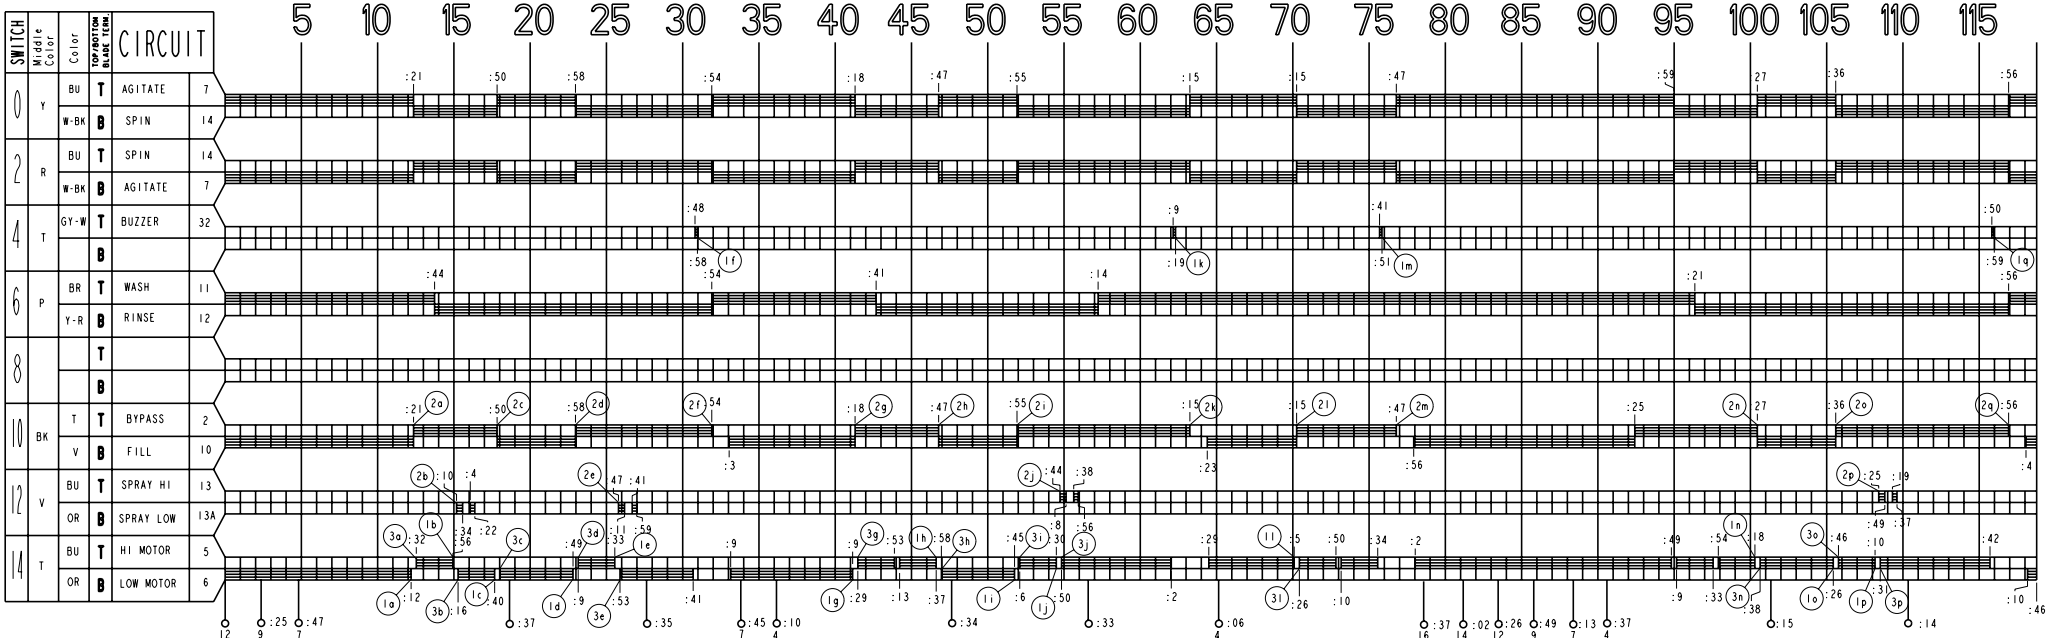 SWITCH Middle Color Color TOP/BOTTOM BLADE TERM. CIRCUIT 5 10 15 20 25 30 35 40 45 50 55 60 65 70 75 80 85 90 95 100 105 110 115
:21 :50 :58 :54 :18 :47 :55 :15 :15 :47 :59 :27 :36 :56
0 Y BU T AGITATE 7
W-BK B SPIN 14
2 R BU T SPIN 14
W-BK B AGITATE 7
4 T GY-W T BUZZER 32 :48 :9 :41 :50
B :58 1f :19 1k :51 1m :59 1q
:44 :54 :41 :14 :21 :56
6 P BR T WASH 11
Y-R B RINSE 12
8 T
B
10 BK T T BYPASS 2 :21 2a :50 2c :58 2d 2f :54 :18 2g :47 2h :55 2i :15 2k :15 2l :47 2m :25 2n :27 :36 2o 2q :56
V B FILL 10 :3 :23 :56 :4
12 V BU T SPRAY HI 13 2b :10 :4 2e :47 :41 2j :44 :38 2p :25 :19
OR B SPRAY LOW 13A :34 :22 :11 :59 :8 :56 :49 :37
14 T BU T HI MOTOR 5 3a :32 1b :56 3c :49 3d :33 1e :9 :9 3g :53 1h :58 3h :45 3i :30 3j :29 1l :5 :50 :34 :2 :49 :54 1n :18 3o :46 :10 :42
OR B LOW MOTOR 6 1a :12 3b :16 1c :40 1d :9 3e :53 :41 1g :29 :13 :37 1i :6 1j :50 :2 3l :26 :10 :9 :33 3n :38 1o :26 1p :31 3p :10 :46
12 9 :25 7 :47 :37 :35 7 :45 4 :10 :34 :33 4 :06 16 :37 14 :02 12 :26 9 :49 7 :13 4 :37 :15 :14